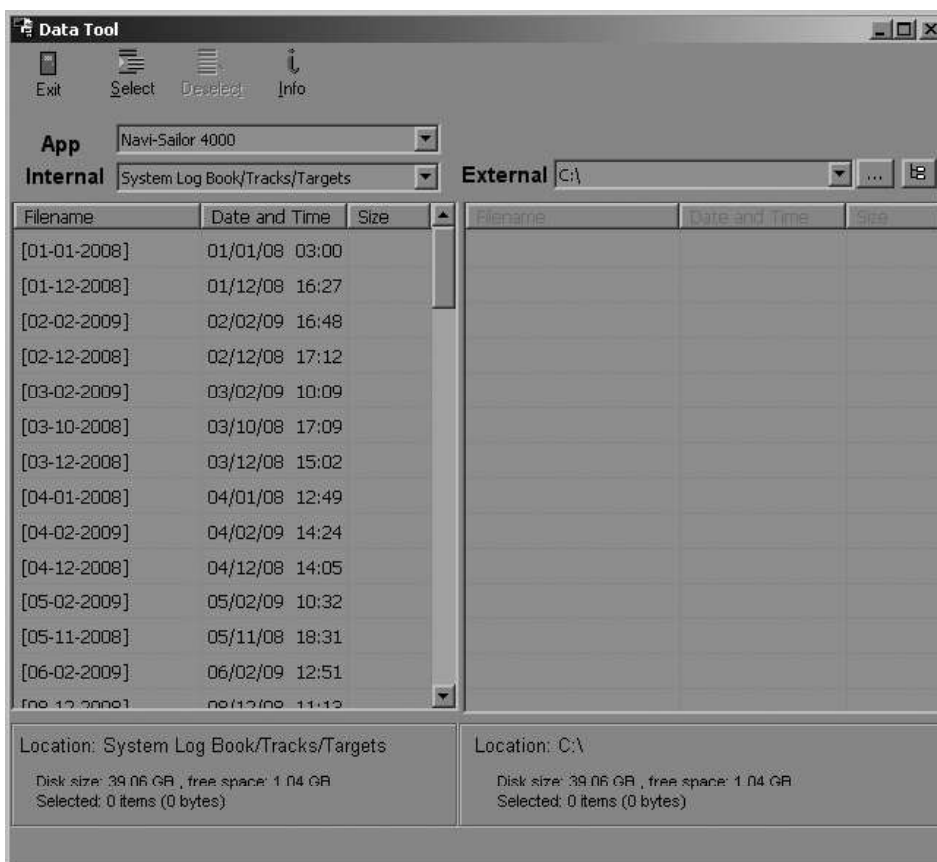 Data Tool
Exit Select Deselect Info
App Navi-Sailor 4000
Internal System Log Book/Tracks/Targets External C:\ ...
Filename Date and Time Size Filename Date and Time Size
[01-01-2008] 01/01/08 03:00
[01-12-2008] 01/12/08 16:27
[02-02-2009] 02/02/09 16:48
[02-12-2008] 02/12/08 17:12
[03-02-2009] 03/02/09 10:09
[03-10-2008] 03/10/08 17:09
[03-12-2008] 03/12/08 15:02
[04-01-2008] 04/01/08 12:49
[04-02-2009] 04/02/09 14:24
[04-12-2008] 04/12/08 14:05
[05-02-2009] 05/02/09 10:32
[05-11-2008] 05/11/08 18:31
[06-02-2009] 06/02/09 12:51
Location: System Log Book/Tracks/Targets Location: C:\
Disk size: 39.06 GB , free space: 1.04 GB Disk size: 39.06 GB , free space: 1.04 GB
Selected: 0 items (0 bytes) Selected: 0 items (0 bytes)